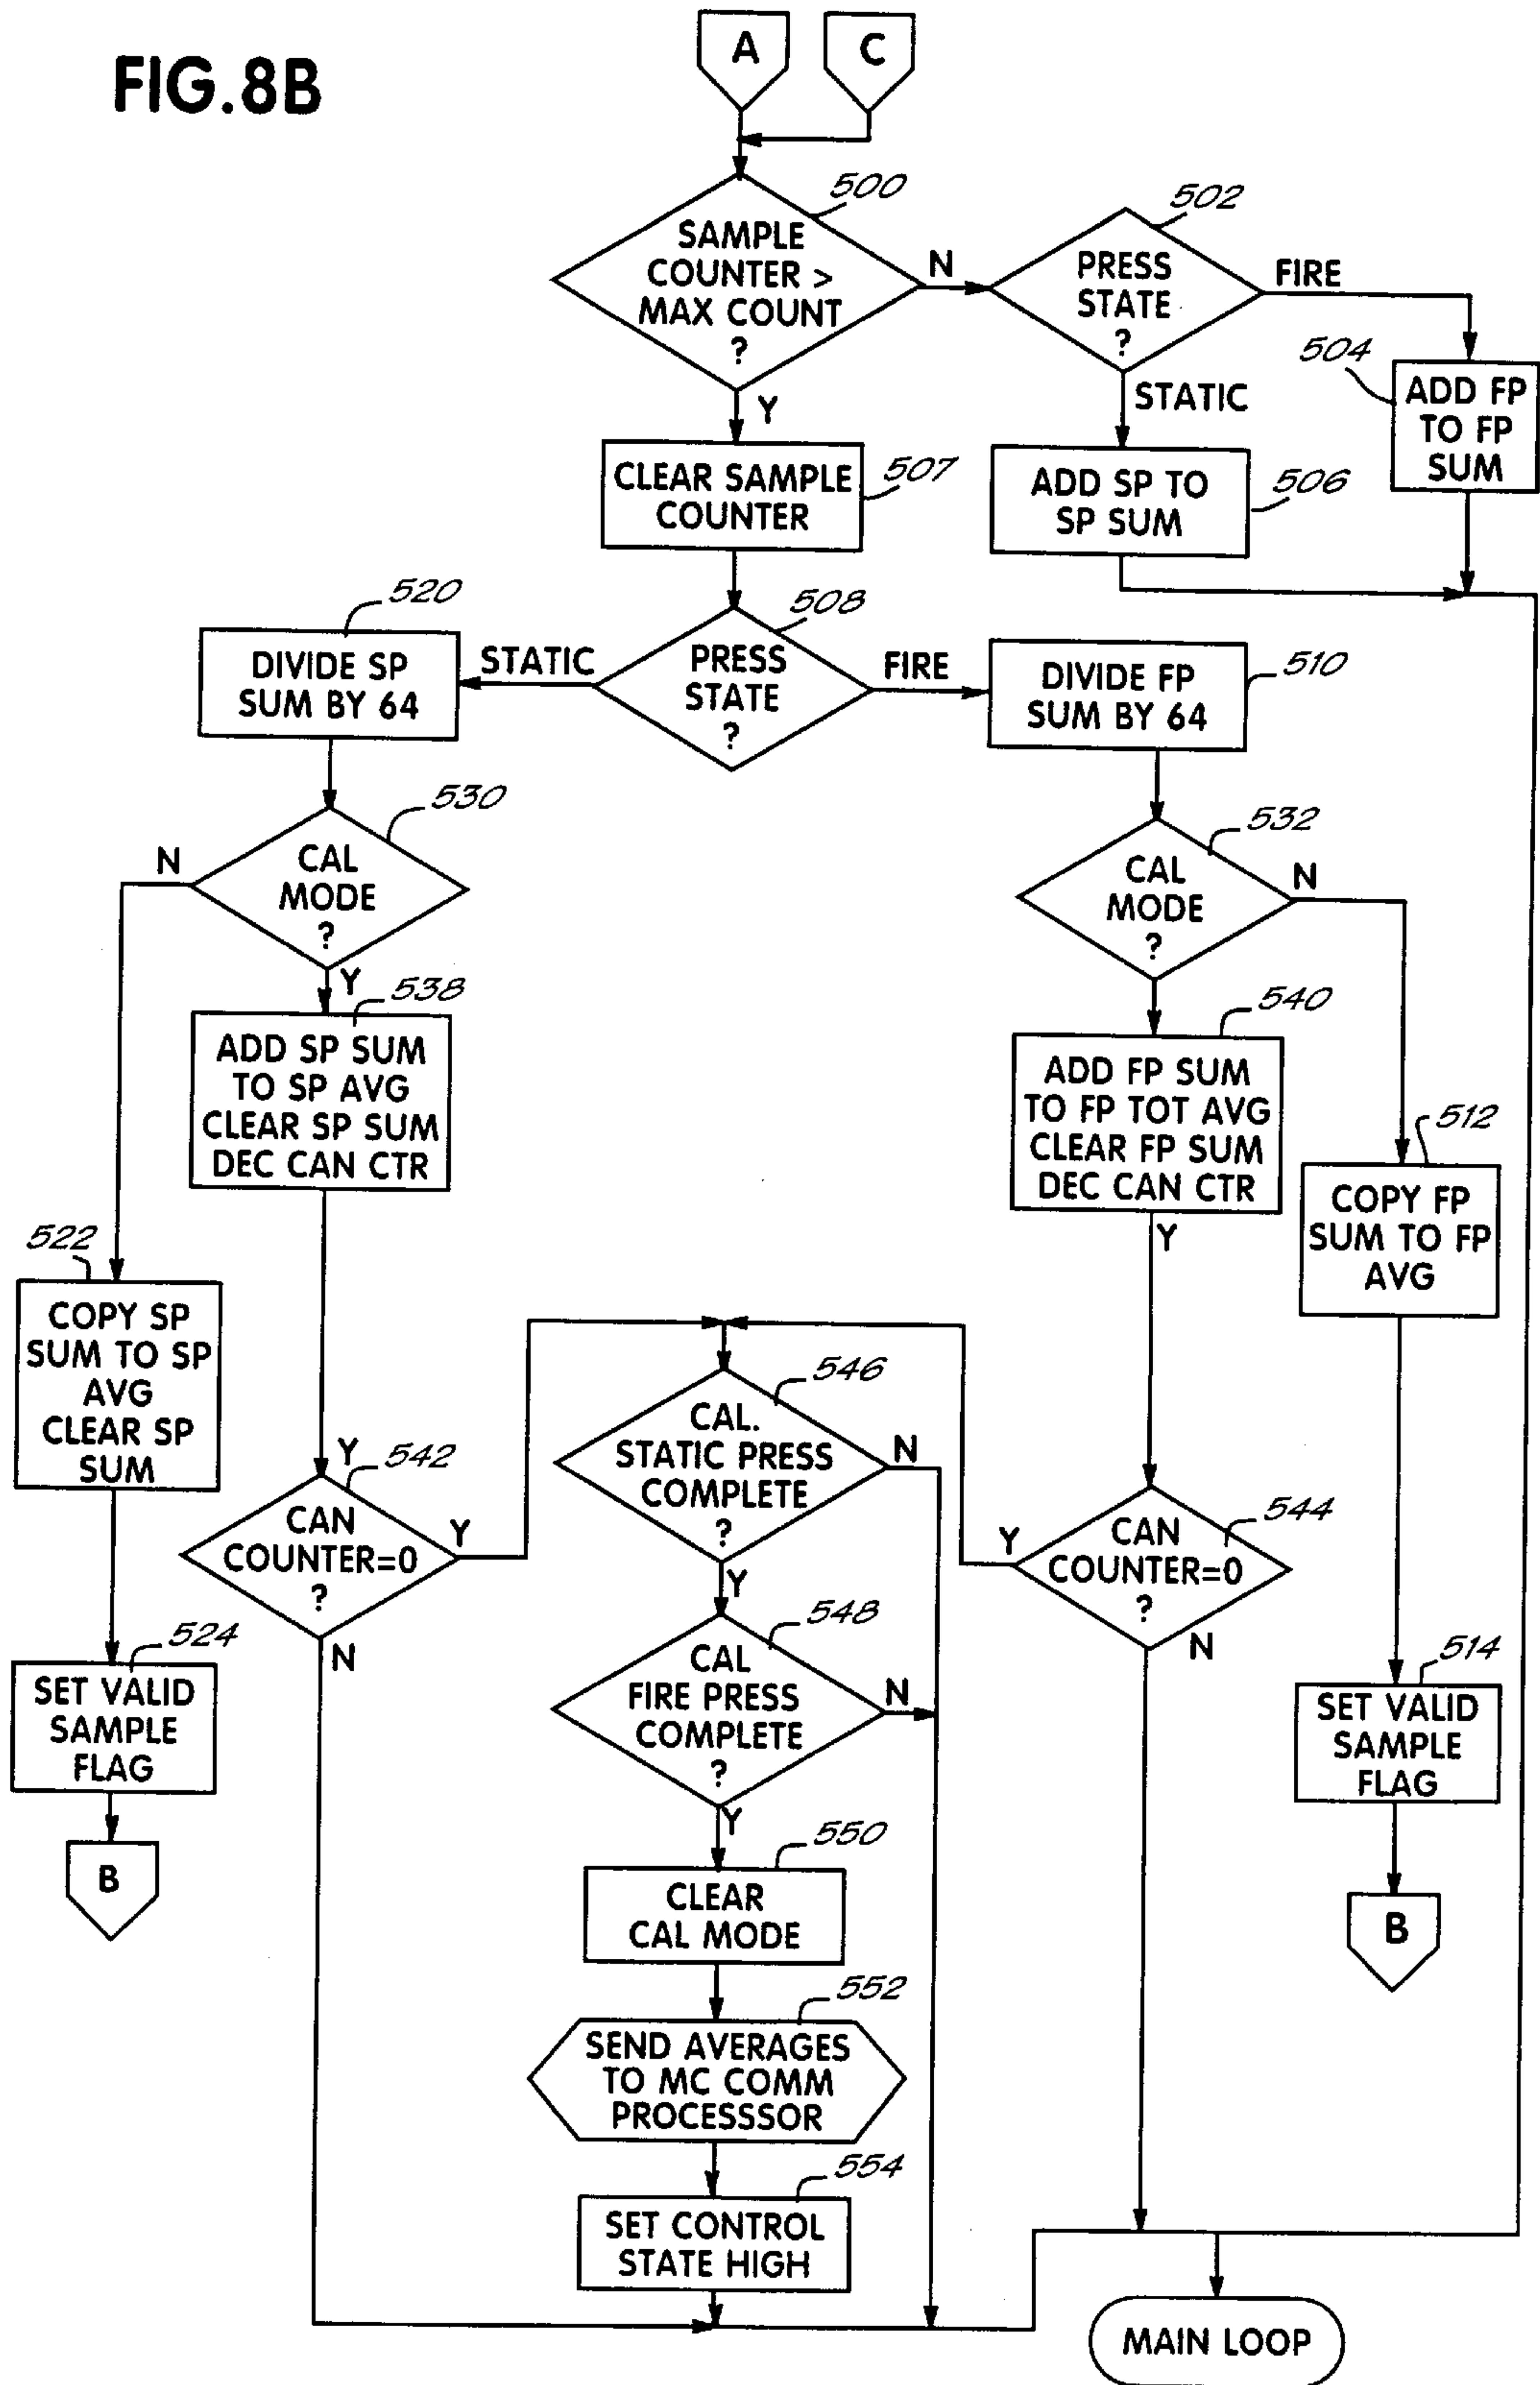 FIG.8B
A
C
500
SAMPLE
COUNTER >
MAX COUNT
?
N
Y
502
PRESS
STATE
?
FIRE
STATIC
504
ADD FP
TO FP
SUM
506
ADD SP TO
SP SUM
507
CLEAR SAMPLE
COUNTER
508
PRESS
STATE
?
STATIC
FIRE
520
DIVIDE SP
SUM BY 64
510
DIVIDE FP
SUM BY 64
530
CAL
MODE
?
N
Y
532
CAL
MODE
?
N
538
ADD SP SUM
TO SP AVG
CLEAR SP SUM
DEC CAN CTR
Y
540
ADD FP SUM
TO FP TOT AVG
CLEAR FP SUM
DEC CAN CTR
Y
512
COPY FP
SUM TO FP
AVG
522
COPY SP
SUM TO SP
AVG
CLEAR SP
SUM
542
CAN
COUNTER=0
?
Y
N
546
CAL.
STATIC PRESS
COMPLETE
?
N
Y
544
CAN
COUNTER=0
?
Y
N
548
CAL
FIRE PRESS
COMPLETE
?
N
Y
524
SET VALID
SAMPLE
FLAG
B
514
SET VALID
SAMPLE
FLAG
B
550
CLEAR
CAL MODE
552
SEND AVERAGES
TO MC COMM
PROCESSSOR
554
SET CONTROL
STATE HIGH
MAIN LOOP